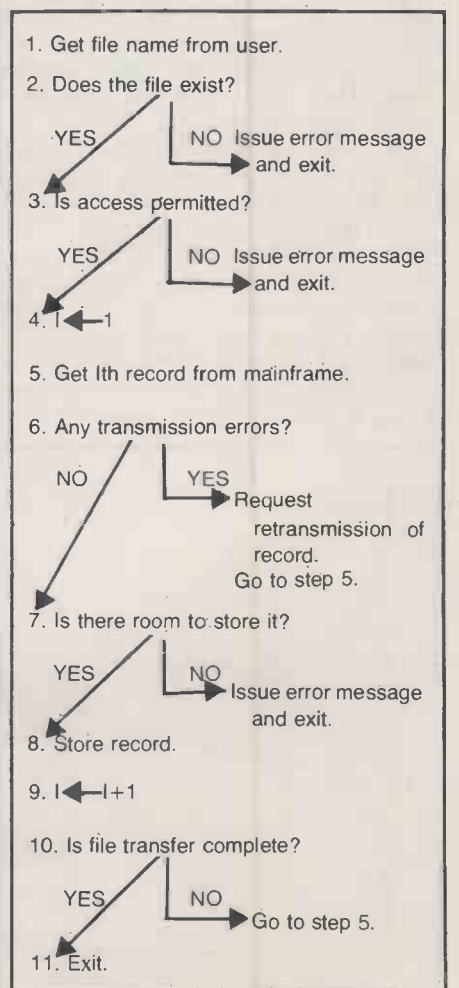 1. Get file name from user.
2. Does the file exist?
YES
NO Issue error message
and exit.
3. Is access permitted?
YES
NO Issue error message
and exit.
4. I←1
5. Get Ith record from mainframe.
6. Any transmission errors?
NO
YES
Request
retransmission of
record.
Go to step 5.
7. Is there room to store it?
YES
NO
Issue error message
and exit.
8. Store record.
9. I←I+1
10. Is file transfer complete?
YES
NO
Go to step 5.
11. Exit.